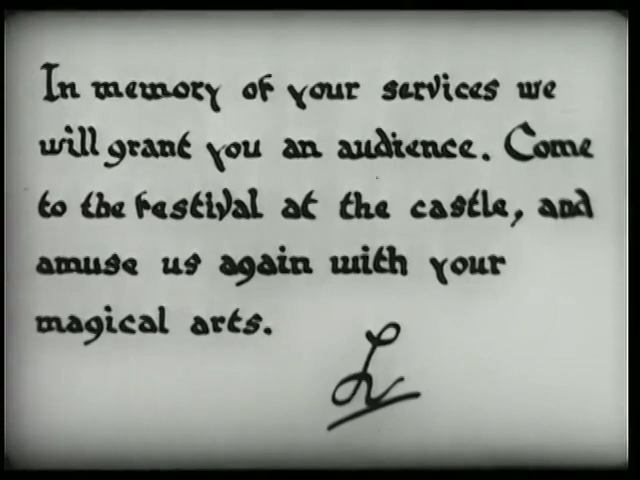 In memory of your services we
will grant you an audience. Come
to the festival at the castle, and
amuse us again with your
magical arts.
L